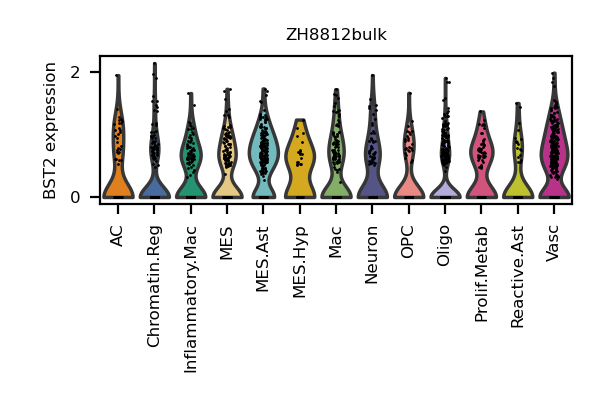 ZH8812bulk
BST2 expression
2
0
AC
Chromatin.Reg
Inflammatory.Mac
MES
MES.Ast
MES.Hyp
Mac
Neuron
OPC
Oligo
Prolif.Metab
Reactive.Ast
Vasc